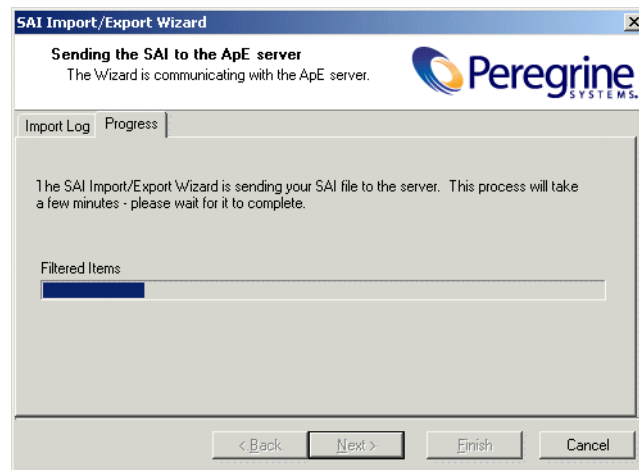 SAI Import/Export Wizard
Sending the SAI to the ApE server
The Wizard is communicating with the ApE server.
Peregrine
SYSTEMS.
Import Log
Progress
The SAI Import/Export Wizard is sending your SAI file to the server. This process will take
a few minutes - please wait for it to complete.
Filtered Items
< Back
Next >
Finish
Cancel